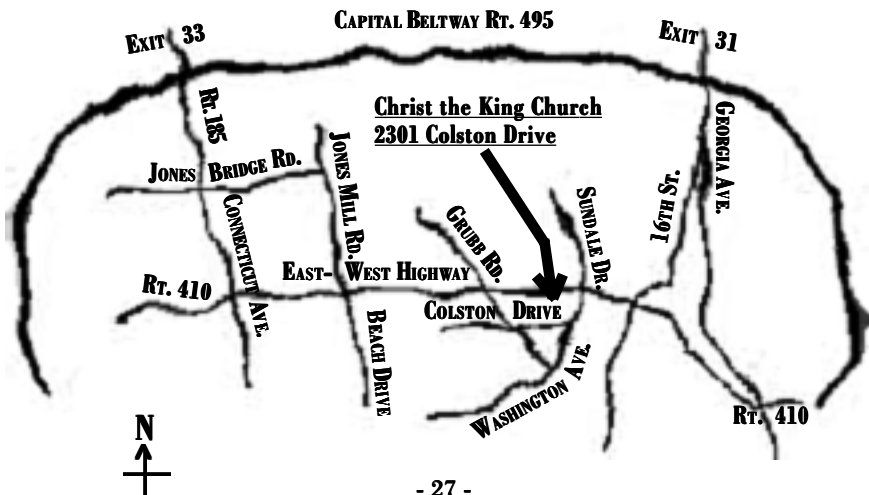 CAPITAL BELTWAY RT. 495
EXIT 33
EXIT 31
RT. 185
Christ the King Church
2301 Colston Drive
GEORGIA AVE.
JONES BRIDGE RD.
JONES MILL RD.
16TH ST.
SUNDALE DR.
CONNECTICUT AVE.
GRUBB RD.
EAST- WEST HIGHWAY
RT. 410
COLSTON DRIVE
BEACH DRIVE
WASHINGTON AVE.
RT. 410
N
- 27 -